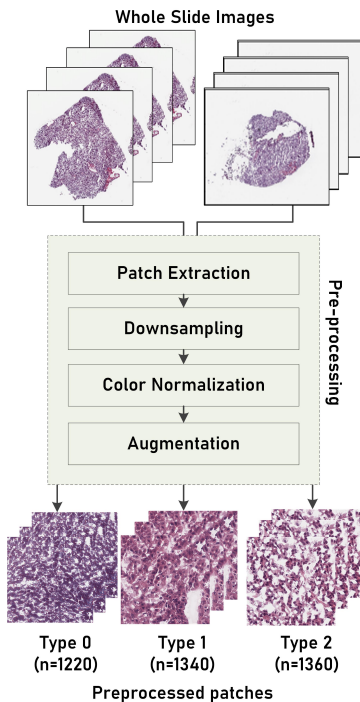 Whole Slide Images
Patch Extraction
Downsampling
Color Normalization
Augmentation
Pre-processing
Type 0
(n=1220)
Type 1
(n=1340)
Type 2
(n=1360)
Preprocessed patches